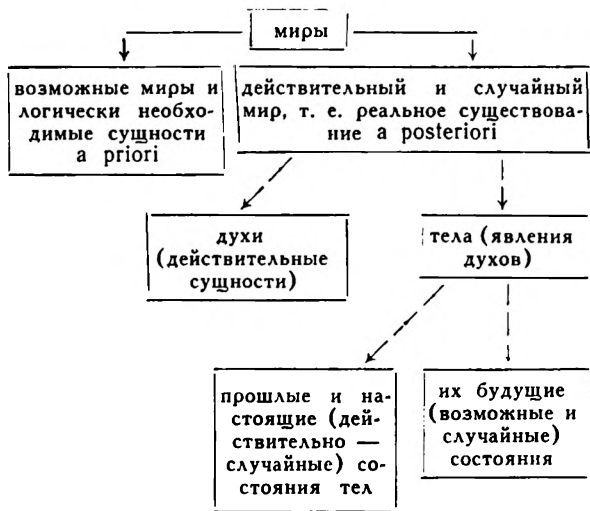 миры
возможные миры и
логически необхо-
димые сущности
a priori
действительный и случайный
мир, т. е. реальное существова-
ние a posteriori
духи
(действительные
сущности)
тела (явления
духов)
прошлые и на-
стоящие (дей-
ствительно —
случайные) со-
стояния тел
их будущие
(возможные и
случайные)
состояния